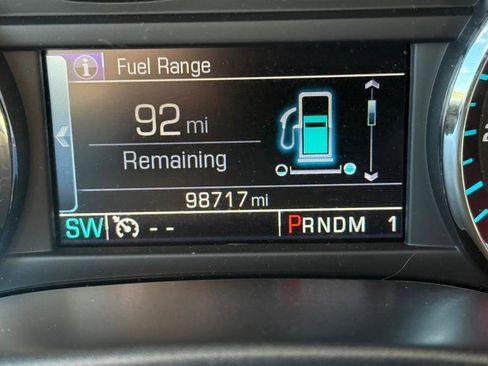 Fuel Range
92 mi
Remaining
98717 mi
SW -- PRNDM 1